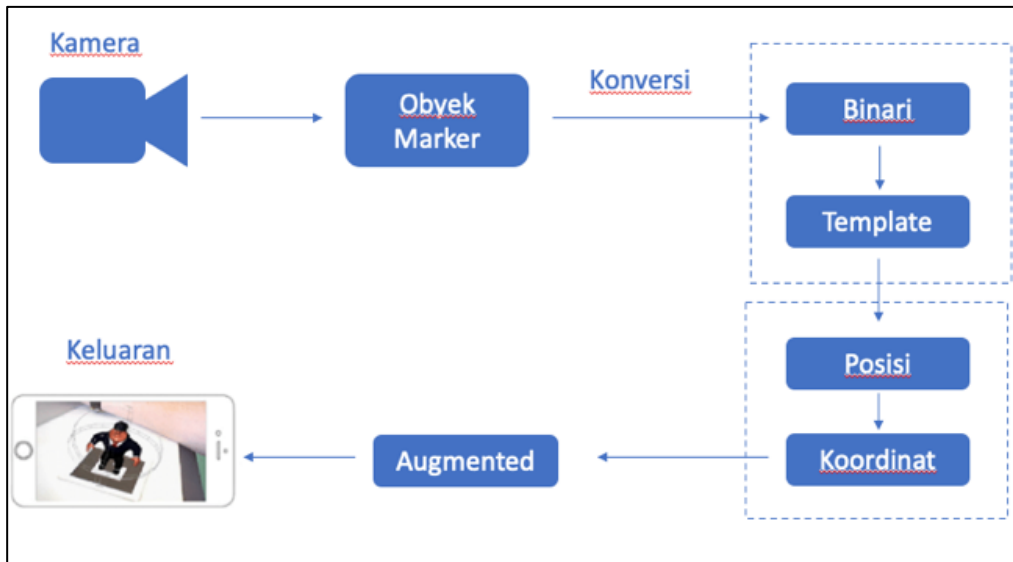 Kamera
Obyek
Marker
Konversi
Binari
Template
Posisi
Koordinat
Augmented
Keluaran